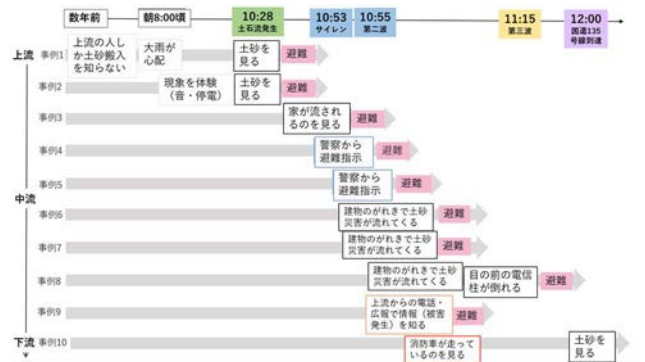 数年前
朝8:00頃
10:28
土石流発生
10:53
サイレン
10:55
第二波
11:15
第三波
12:00
国道135
号線到達
上流
事例1
上流の人し
か土砂搬入
を知らない
大雨が
心配
土砂を
見る
避難
事例2
現象を体験
(音・停電)
土砂を
見る
避難
事例3
家が流され
るのを見る
避難
事例4
警察から
避難指示
避難
事例5
警察から
避難指示
避難
中流
事例6
建物のがれきで土砂
災害が流れてくる
避難
事例7
建物のがれきで土砂
災害が流れてくる
避難
事例8
建物のがれきで土砂
災害が流れてくる
目の前の電信
柱が倒れる
避難
事例9
上流からの電話・
広報で情報(被害
発生)を知る
避難
下流
事例10
消防車が走って
いるのを見る
土砂を
見る